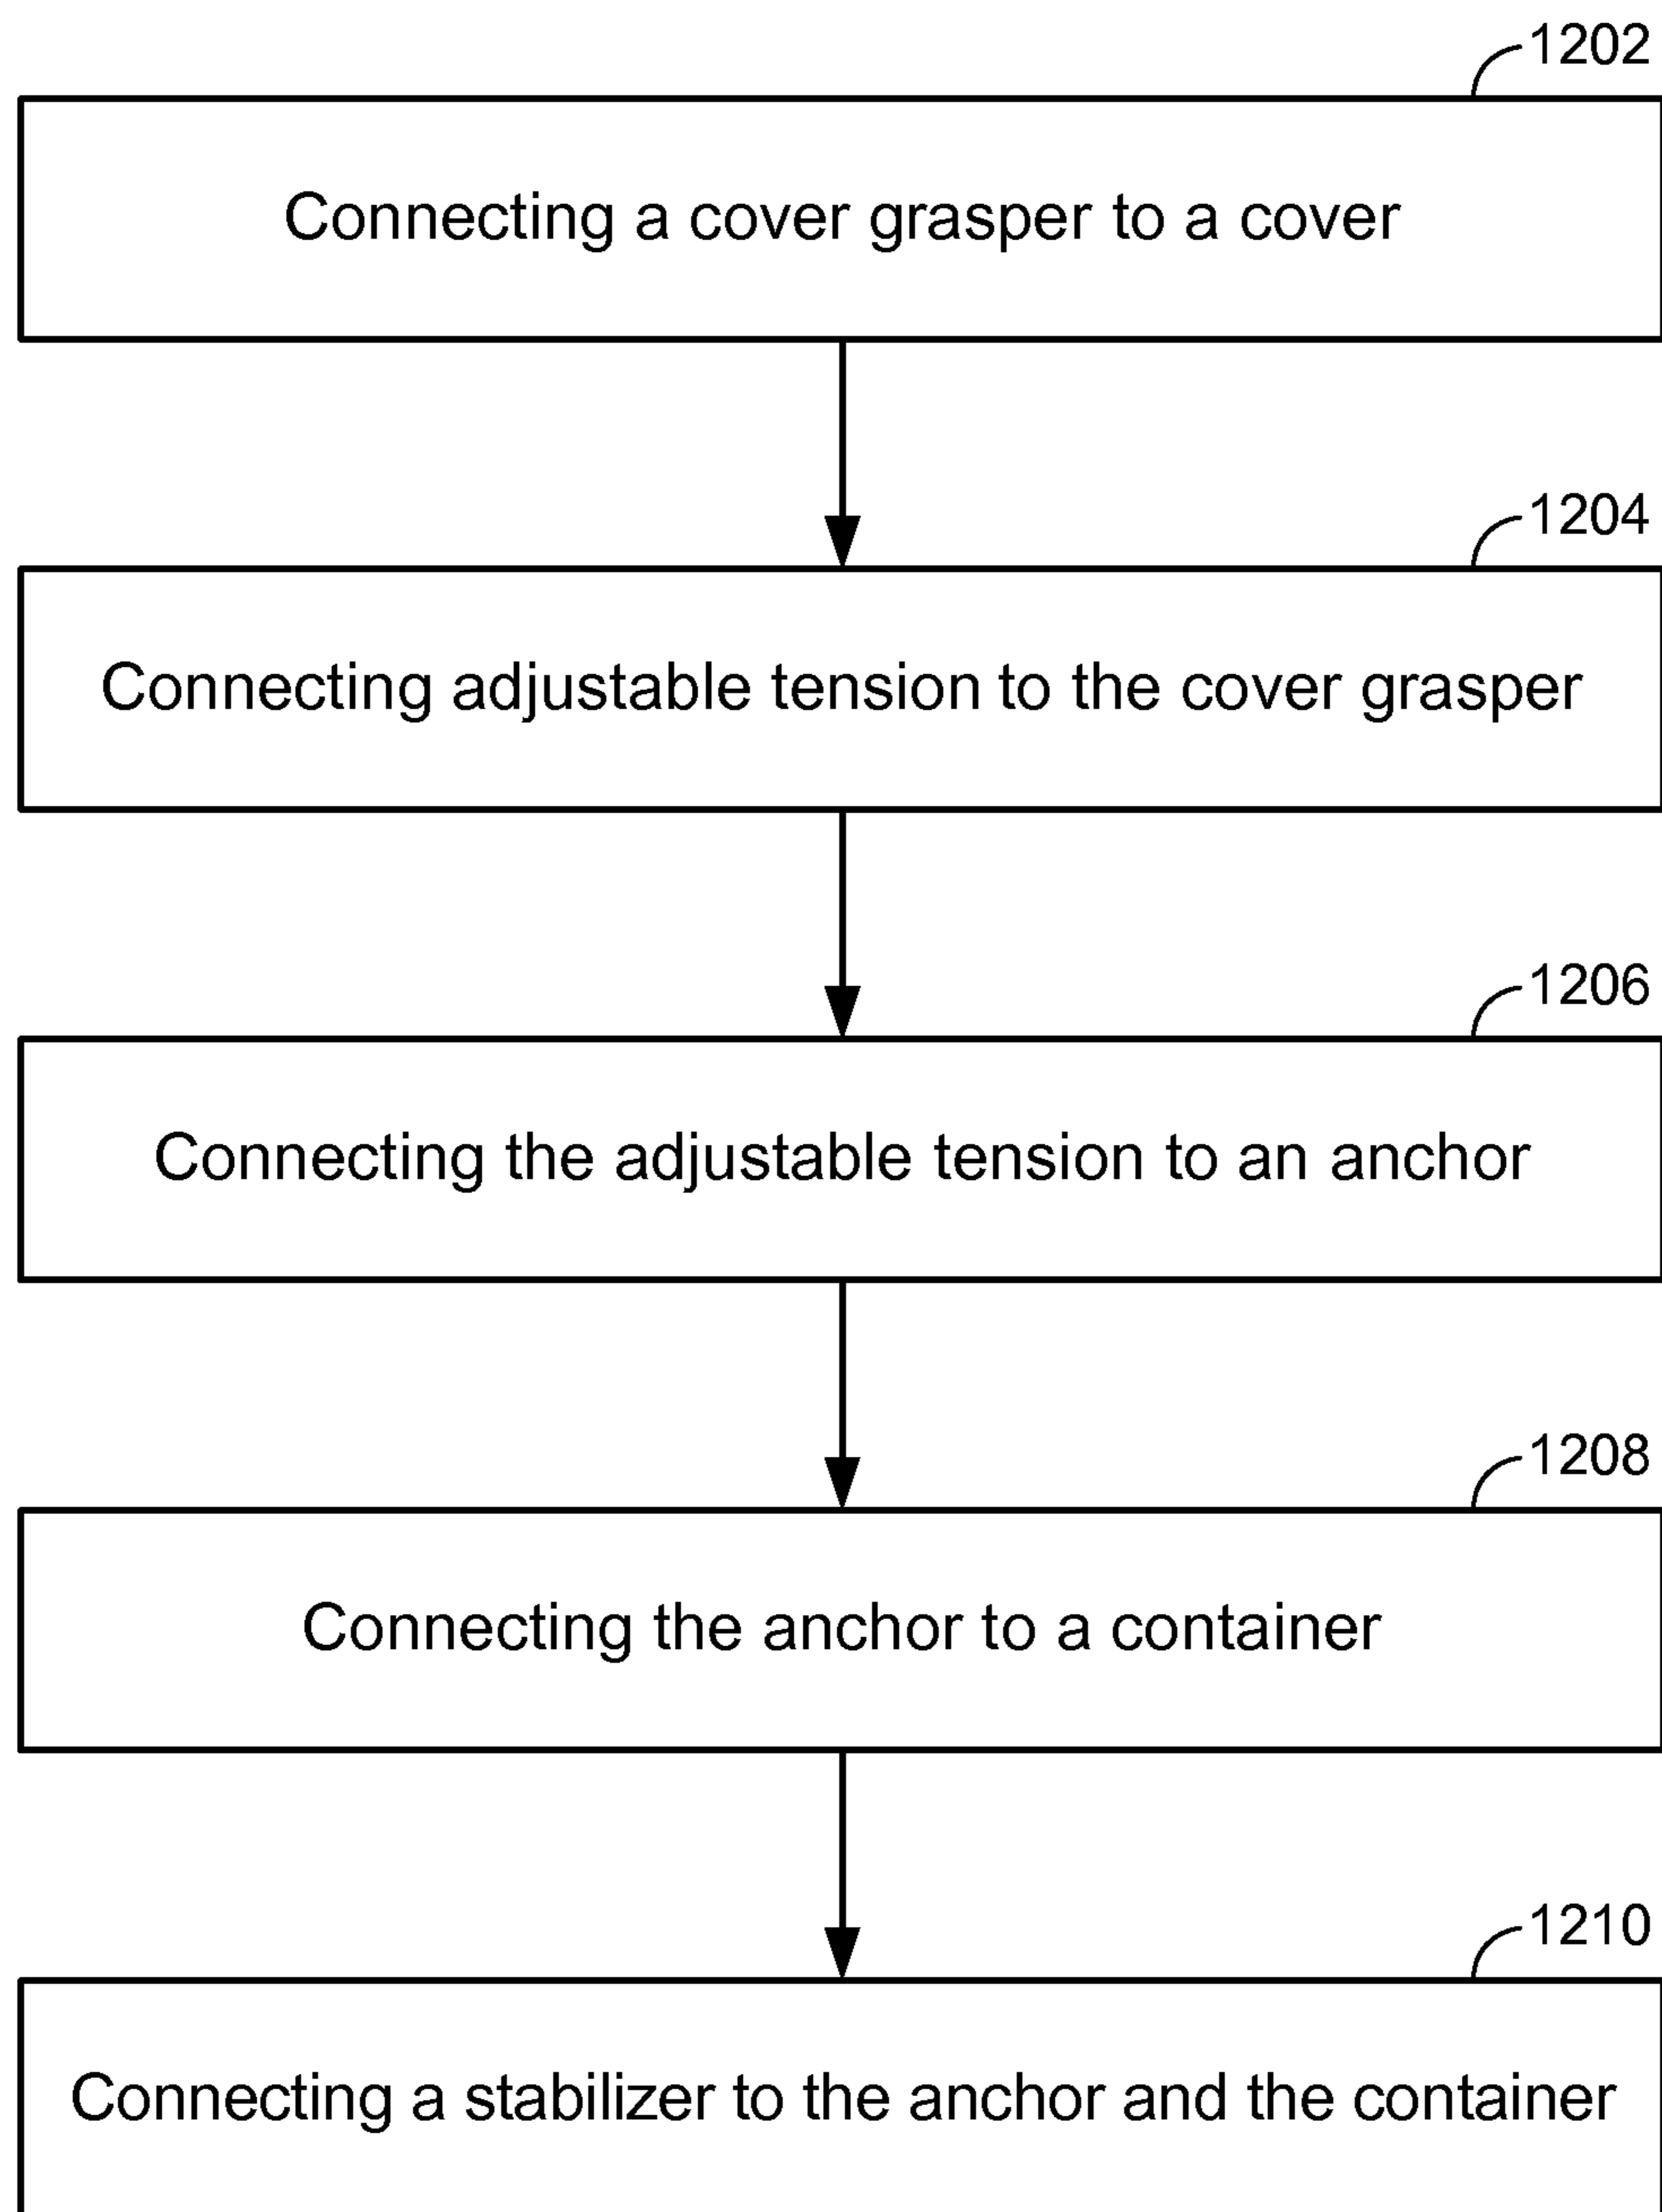 1202
Connecting a cover grasper to a cover
1204
Connecting adjustable tension to the cover grasper
1206
Connecting the adjustable tension to an anchor
1208
Connecting the anchor to a container
1210
Connecting a stabilizer to the anchor and the container